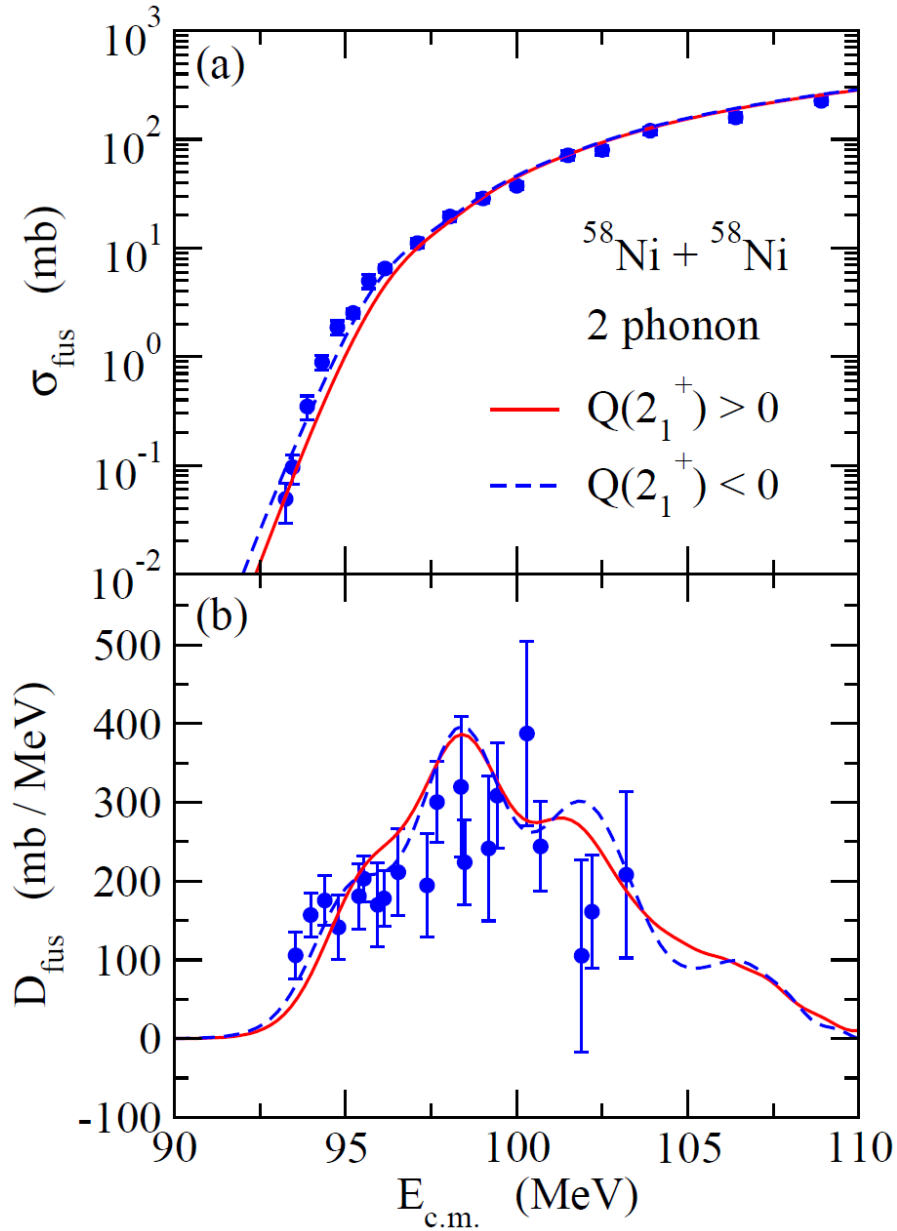 10³
(a)
10²
10¹
10⁰
10⁻¹
10⁻²
σ_fus (mb)
⁵⁸Ni + ⁵⁸Ni
2 phonon
Q(2₁⁺) > 0
Q(2₁⁺) < 0
(b)
500
400
300
200
100
0
-100
D_fus (mb / MeV)
90 95 100 105 110
E_c.m. (MeV)